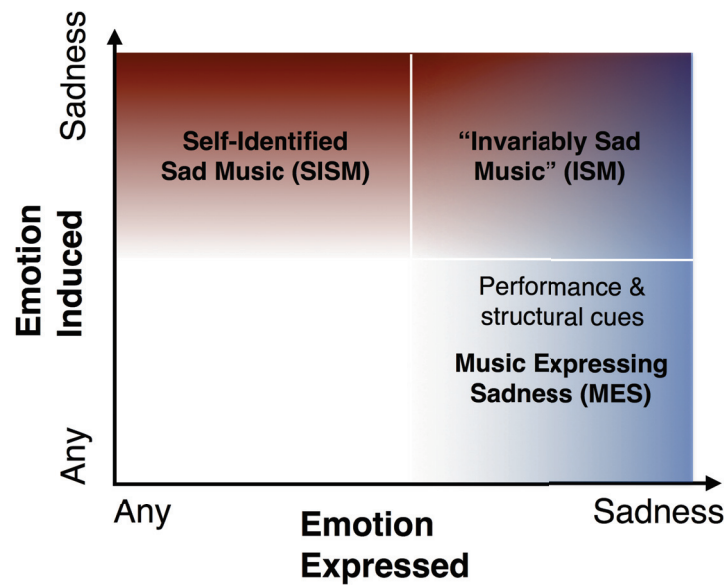 Sadness
Self-Identified
Sad Music (SISM)
“Invariably Sad
Music” (ISM)
Emotion
Induced
Performance &
structural cues
Music Expressing
Sadness (MES)
Any
Any
Sadness
Emotion
Expressed